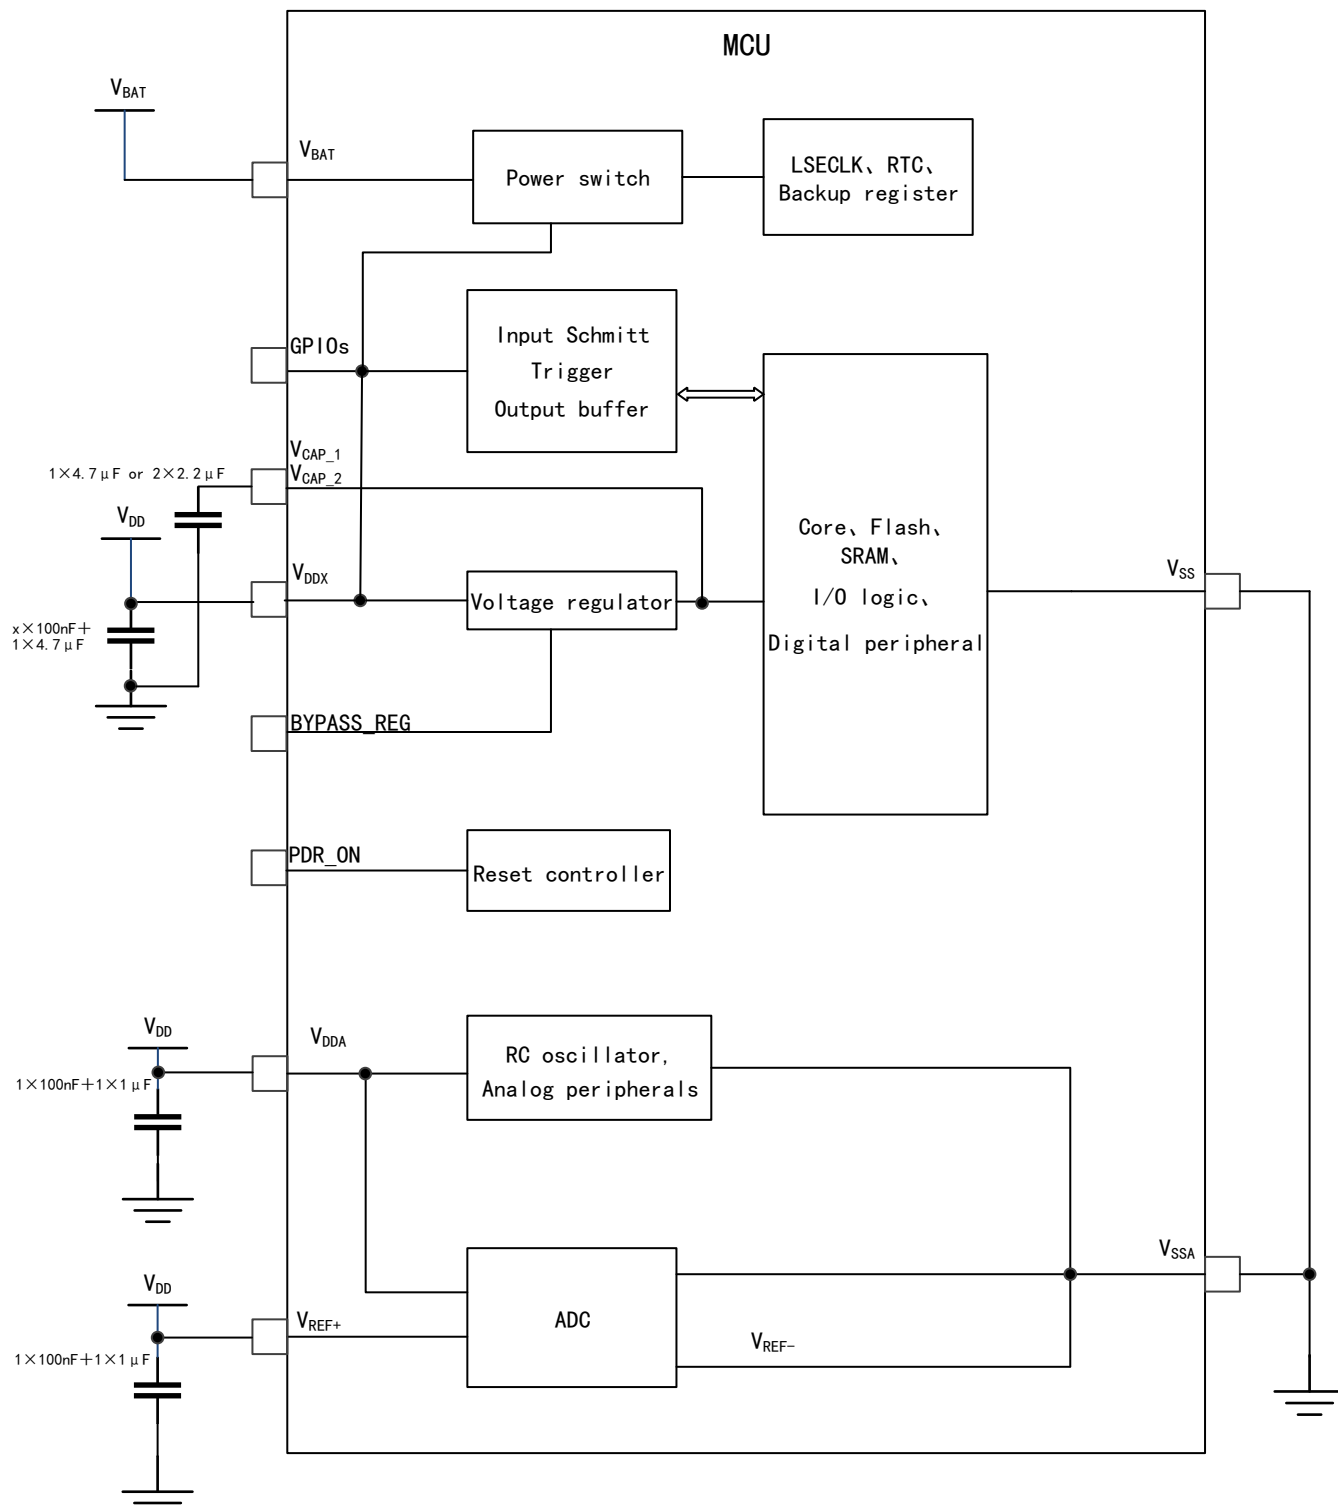 MCU
VBAT
VBAT
Power switch
LSECLK、RTC、
Backup register
GPIOs
Input Schmitt
Trigger
Output buffer
VCAP_1
VCAP_2
1×4.7μF or 2×2.2μF
VDD
VDDX
Voltage regulator
x×100nF+
1×4.7μF
Core、Flash、
SRAM、
I/O logic、
Digital peripheral
VSS
BYPASS_REG
PDR_ON
Reset controller
VDD
VDDA
1×100nF+1×1μF
RC oscillator,
Analog peripherals
VSSA
VDD
VREF+
1×100nF+1×1μF
ADC
VREF-